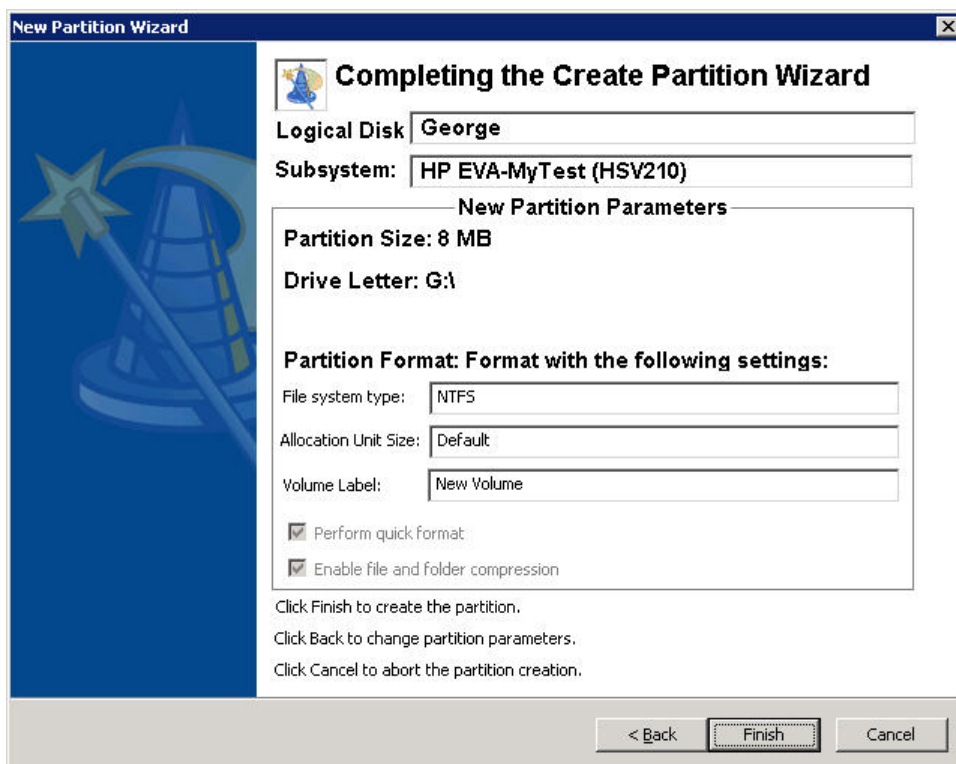 New Partition Wizard
Completing the Create Partition Wizard
Logical Disk George
Subsystem: HP EVA-MyTest (HSV210)
New Partition Parameters
Partition Size: 8 MB
Drive Letter: G:\
Partition Format: Format with the following settings:
File system type: NTFS
Allocation Unit Size: Default
Volume Label: New Volume
Perform quick format
Enable file and folder compression
Click Finish to create the partition.
Click Back to change partition parameters.
Click Cancel to abort the partition creation.
< Back Finish Cancel